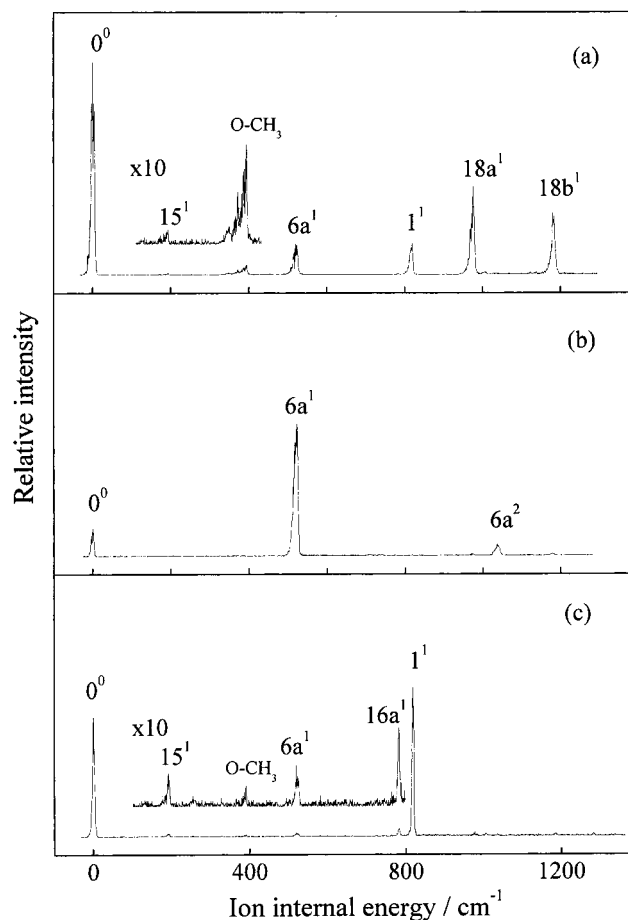 (a)
0⁰
O-CH₃
x10
15¹
6a¹
1¹
18a¹
18b¹
(b)
0⁰
6a¹
6a²
(c)
0⁰
x10
15¹
O-CH₃
6a¹
16a¹
1¹
Relative intensity
0
400
800
1200
Ion internal energy / cm⁻¹